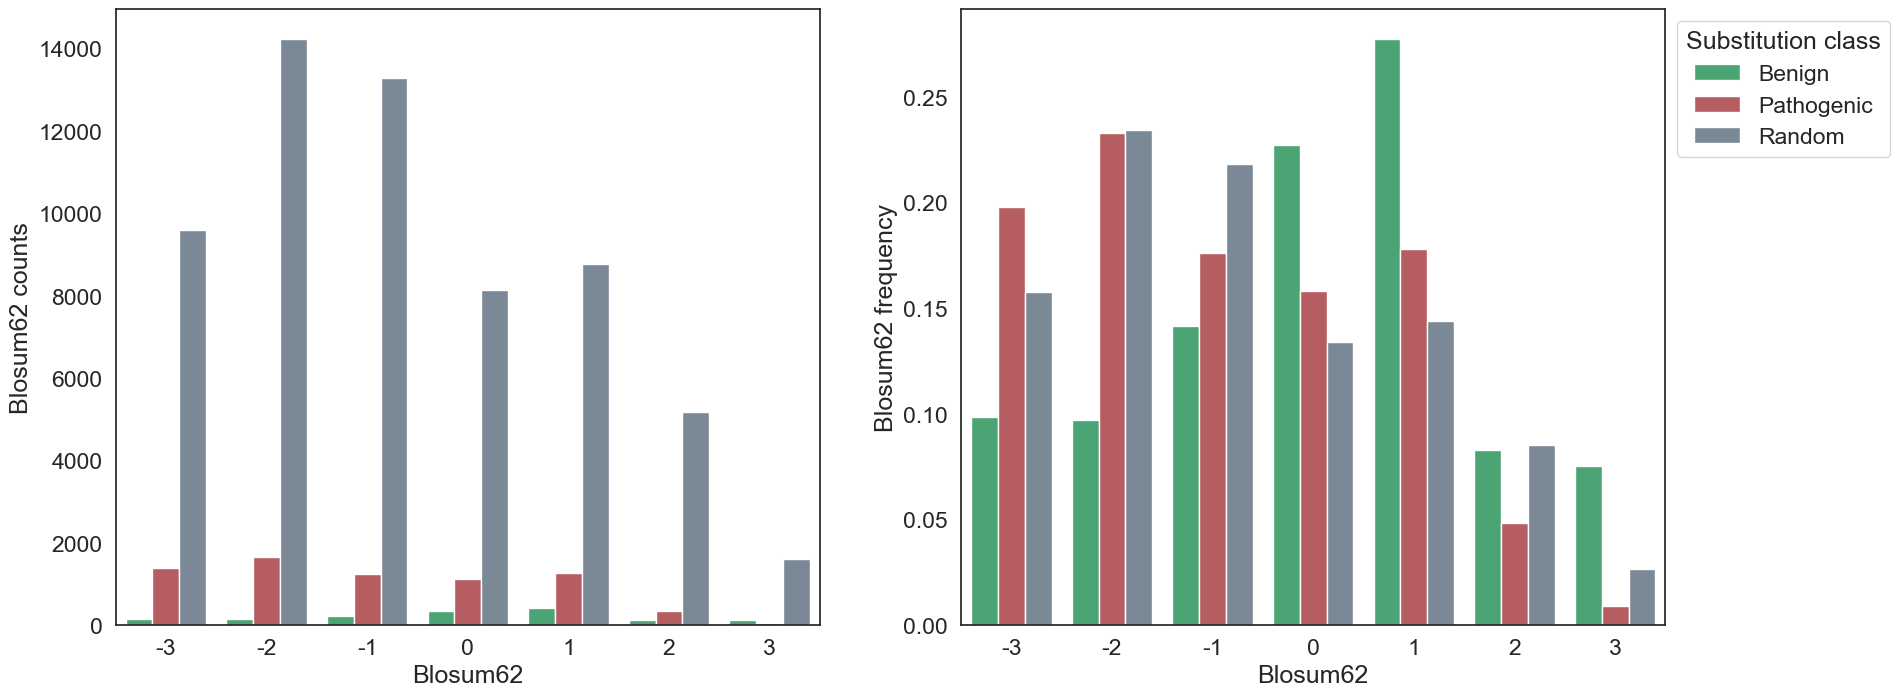 Blosum62 counts
14000
12000
10000
8000
6000
4000
2000
0
-3 -2 -1 0 1 2 3
Blosum62
Blosum62 frequency
0.25
0.20
0.15
0.10
0.05
0.00
-3 -2 -1 0 1 2 3
Blosum62
Substitution class
Benign
Pathogenic
Random